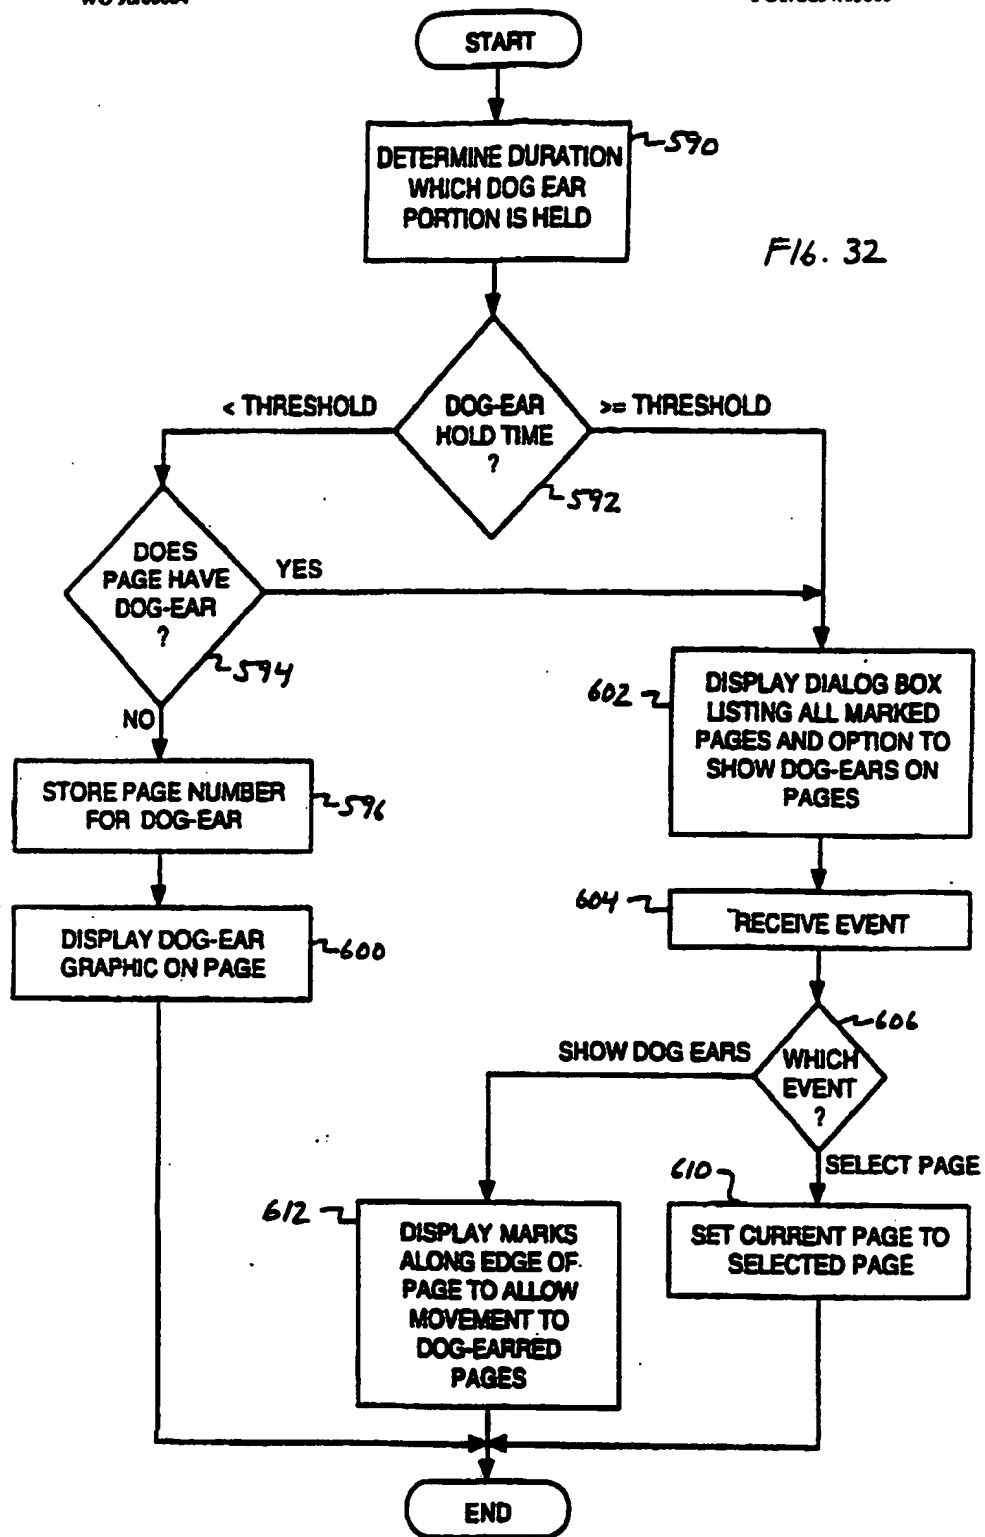 START
DETERMINE DURATION
WHICH DOG EAR
PORTION IS HELD
590
FIG. 32
< THRESHOLD
DOG-EAR
HOLD TIME
?
>= THRESHOLD
592
DOES
PAGE HAVE
DOG-EAR
?
YES
594
NO
STORE PAGE NUMBER
FOR DOG-EAR
596
DISPLAY DOG-EAR
GRAPHIC ON PAGE
600
602
DISPLAY DIALOG BOX
LISTING ALL MARKED
PAGES AND OPTION TO
SHOW DOG-EARS ON
PAGES
604
RECEIVE EVENT
606
SHOW DOG EARS
WHICH
EVENT
?
SELECT PAGE
610
SET CURRENT PAGE TO
SELECTED PAGE
612
DISPLAY MARKS
ALONG EDGE OF
PAGE TO ALLOW
MOVEMENT TO
DOG-EARRED
PAGES
END